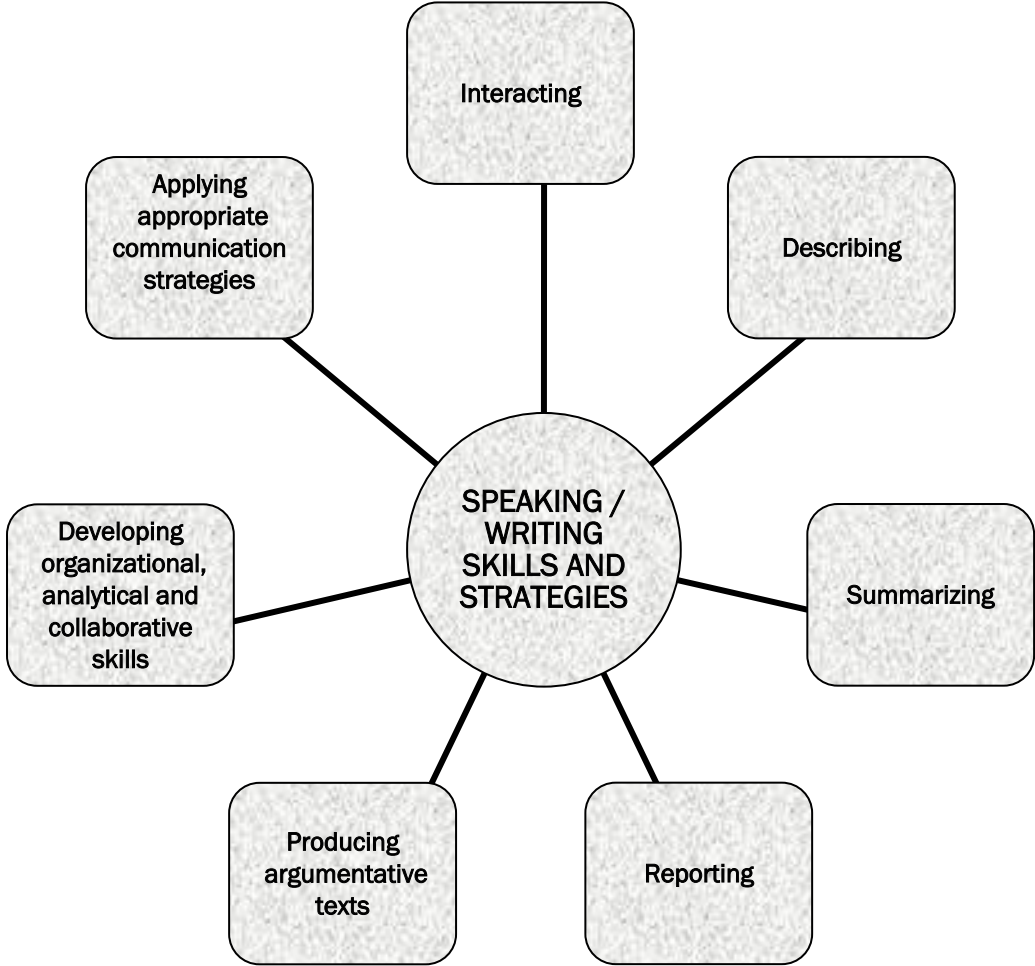 Interacting
Applying
appropriate
communication
strategies
Describing
SPEAKING /
WRITING
SKILLS AND
STRATEGIES
Developing
organizational,
analytical and
collaborative
skills
Summarizing
Producing
argumentative
texts
Reporting